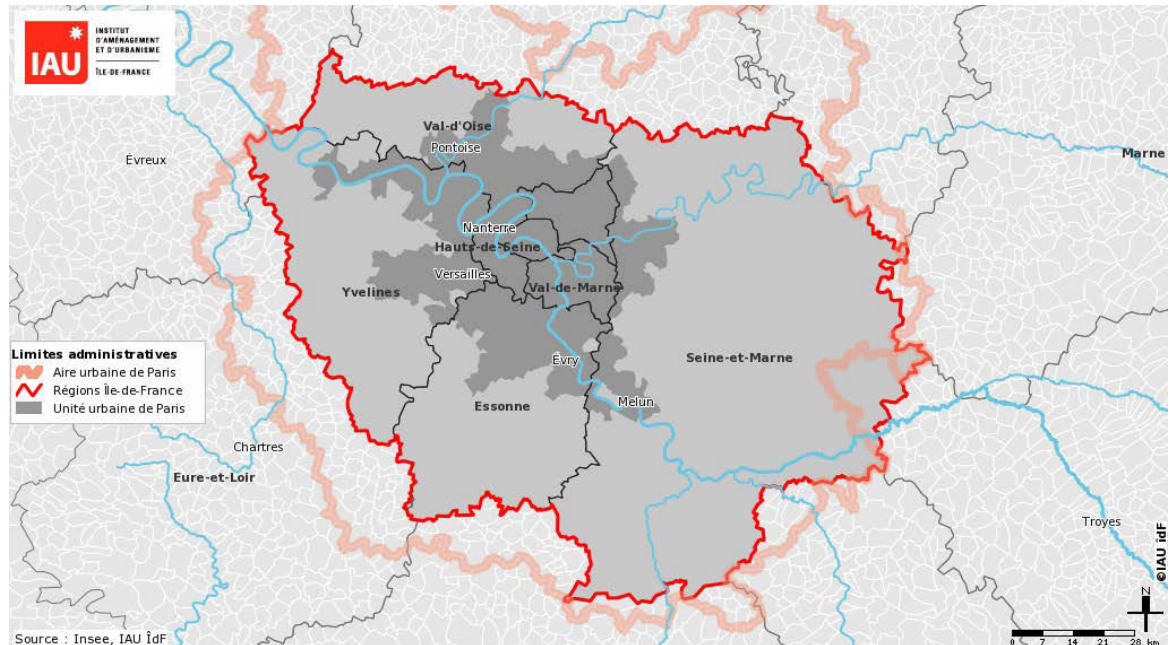 IAU
INSTITUT
D'AMÉNAGEMENT
ET D'URBANISME
ÎLE-DE-FRANCE
Val-d'Oise
Pontoise
Évreux
Marne
Nanterre
Hauts-de-Seine
Versailles
Val-de-Marne
Yvelines
Limites administratives
Aire urbaine de Paris
Régions Île-de-France
Unité urbaine de Paris
Évry
Seine-et-Marne
Essonne
Melun
Chartres
Eure-et-Loir
Troyes
©IAU îdF
N
0 7 14 21 28 km
Source : Insee, IAU ÎdF